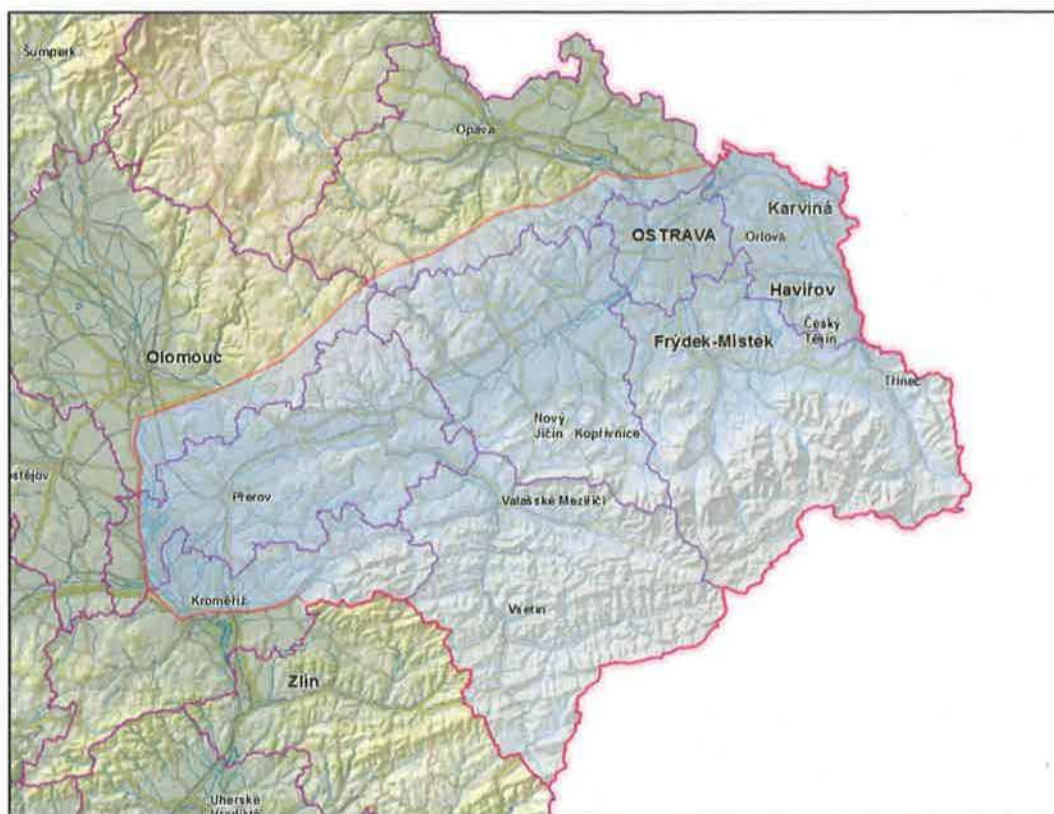 Šumperk
Opava
Karviná
OSTRAVA
Orlová
Havířov
Český
Těšín
Frýdek-Místek
Olomouc
Třinec
Nový
Jičín
Kopřivnice
ostějov
Přerov
Valašské Meziříčí
Kroměříž
Vsetín
Zlín
Uherské